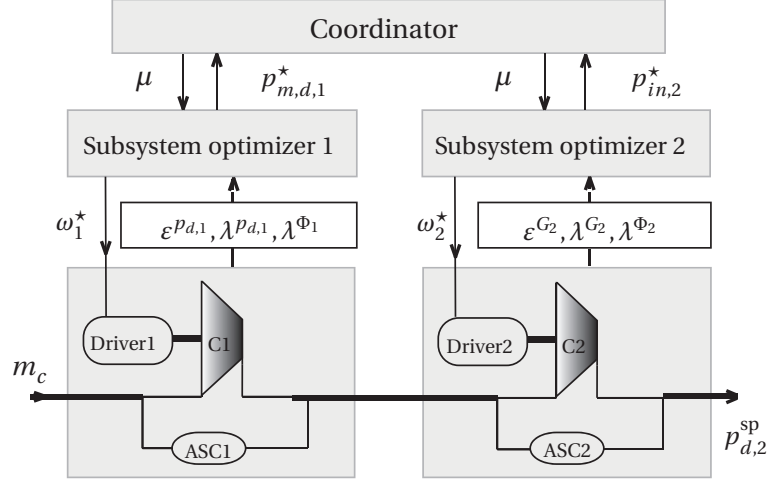 Coordinator
μ p⋆m,d,1 μ p⋆in,2
Subsystem optimizer 1 Subsystem optimizer 2
ω⋆1 εᵖd,1, λᵖd,1, λΦ1 ω⋆2 εG2, λG2, λΦ2
Driver1 C1 Driver2 C2
mc
ASC1 ASC2
pspd,2